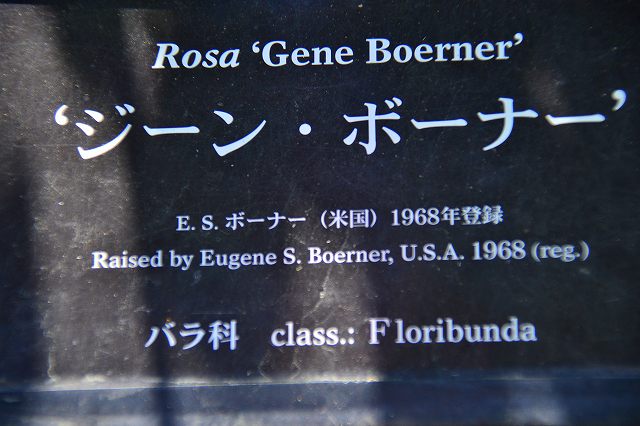 Rosa ‘Gene Boerner’
‘ジーン・ボーナー’
E. S. ボーナー（米国）1968年登録
Raised by Eugene S. Boerner, U.S.A. 1968 (reg.)
バラ科　class.: Floribunda